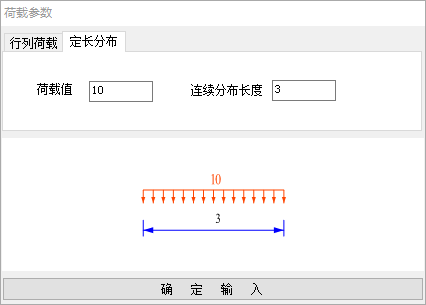 荷载参数
行列荷载 定长分布
荷载值 10 连续分布长度 3
10
3
确 定 输 入